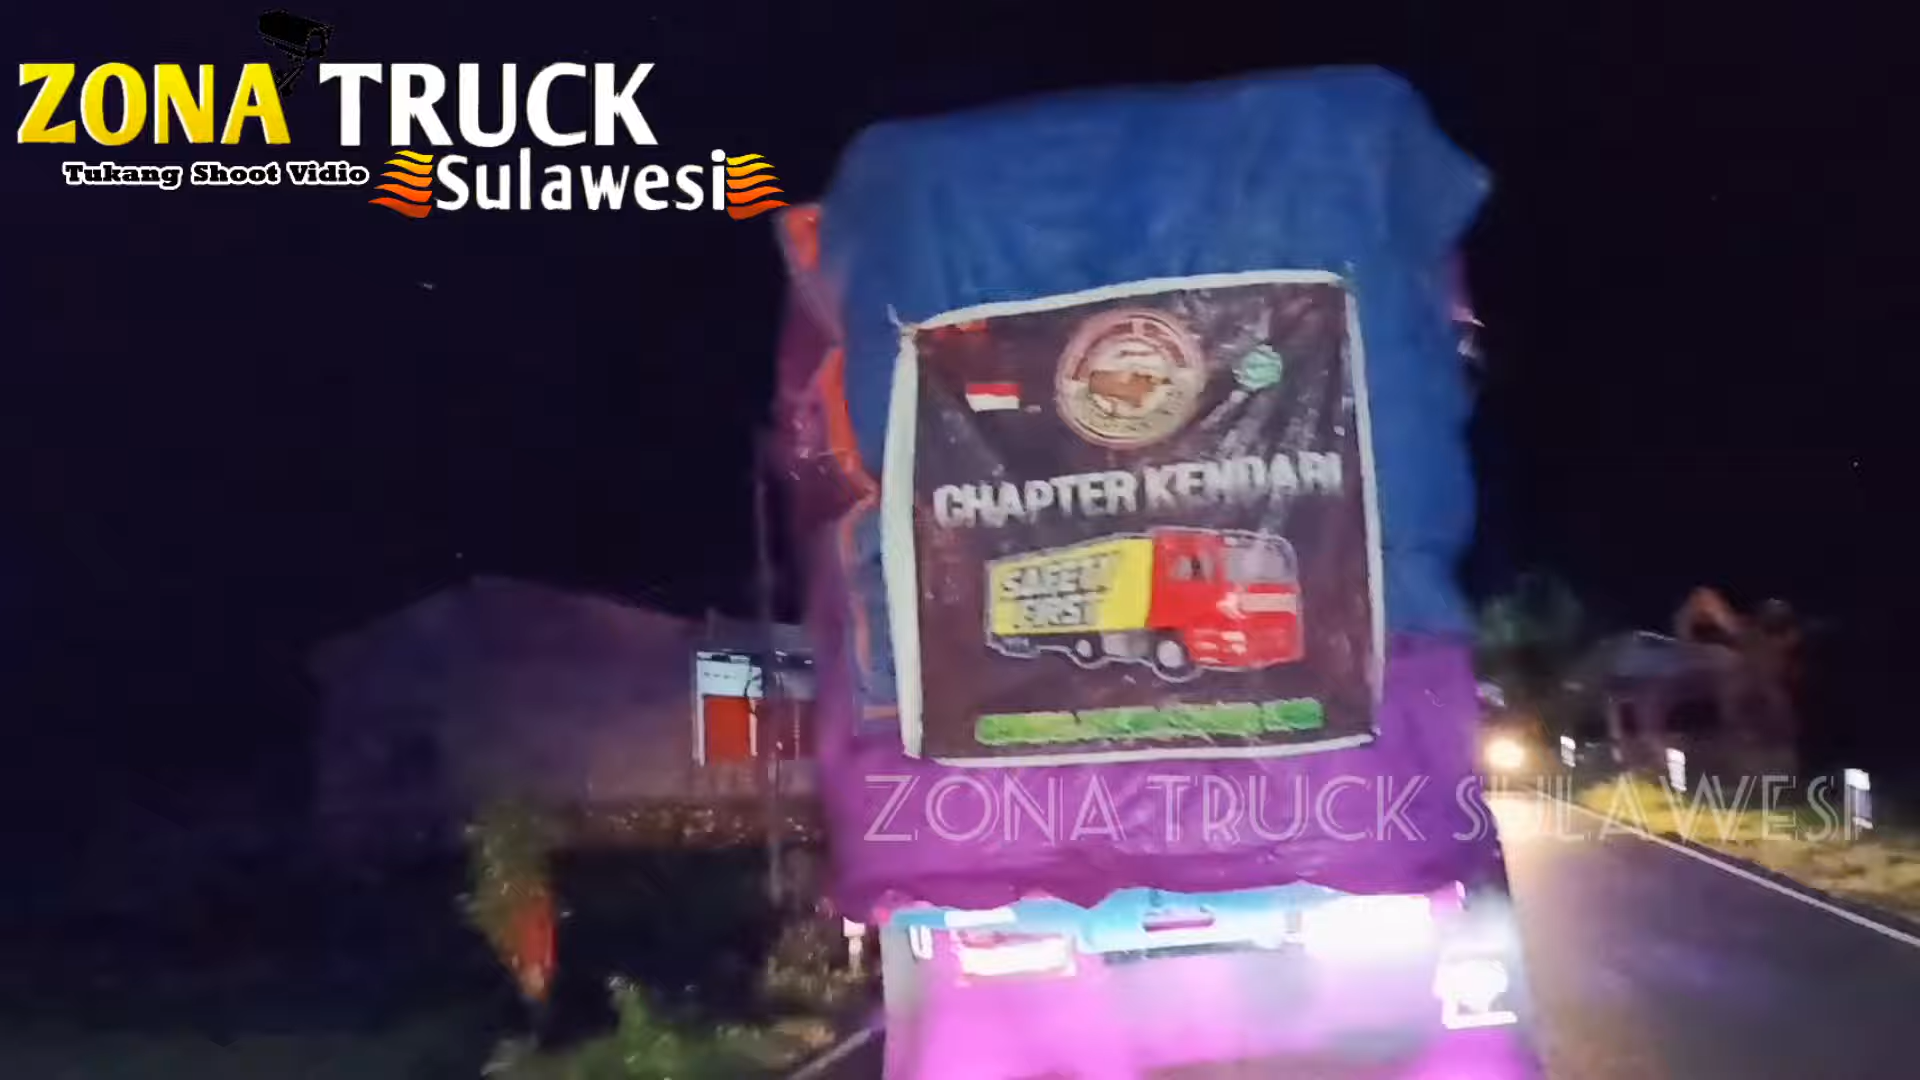 ZONA TRUCK
Tukang Shoot Vidio
Sulawesi
CHAPTER KENDARI
SAFETY
FIRST
ZONA TRUCK SULAWESI